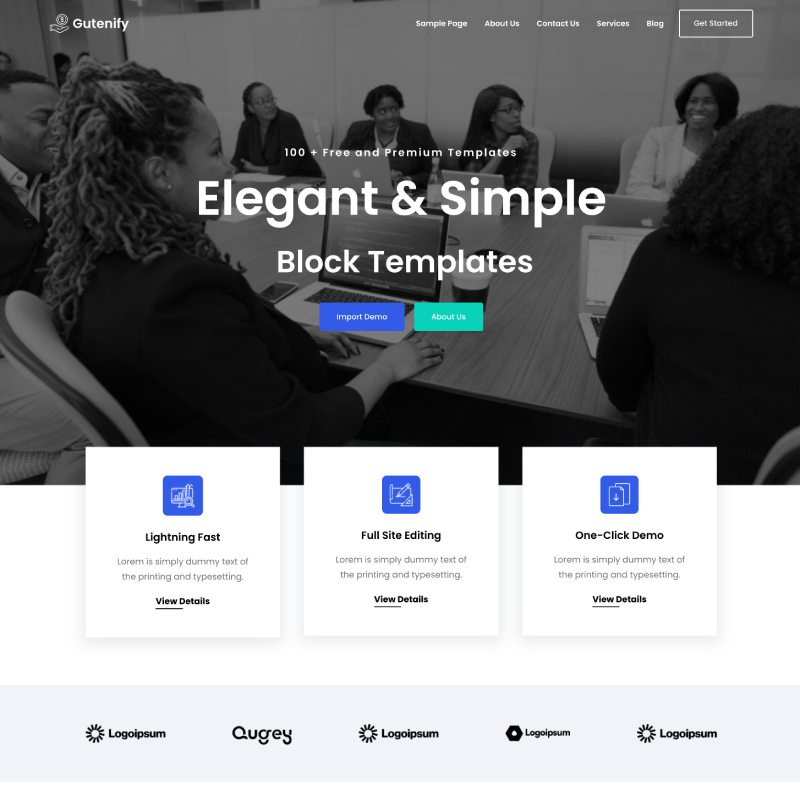 Gutenify
Sample Page
About Us
Contact Us
Services
Blog
Get Started
100 + Free and Premium Templates
Elegant & Simple
Block Templates
Import Demo
About Us
Lightning Fast
Lorem is simply dummy text of
the printing and typesetting.
View Details
Full Site Editing
Lorem is simply dummy text of
the printing and typesetting.
View Details
One-Click Demo
Lorem is simply dummy text of
the printing and typesetting.
View Details
Logoipsum
Augey
Logoipsum
Logoipsum
Logoipsum